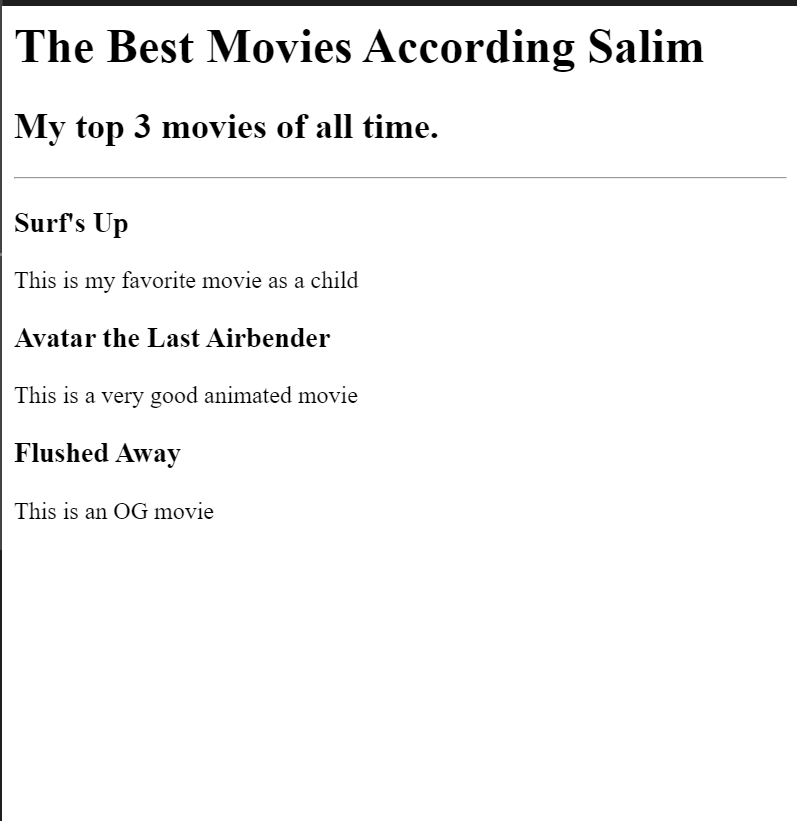 The Best Movies According Salim
My top 3 movies of all time.
Surf's Up
This is my favorite movie as a child
Avatar the Last Airbender
This is a very good animated movie
Flushed Away
This is an OG movie